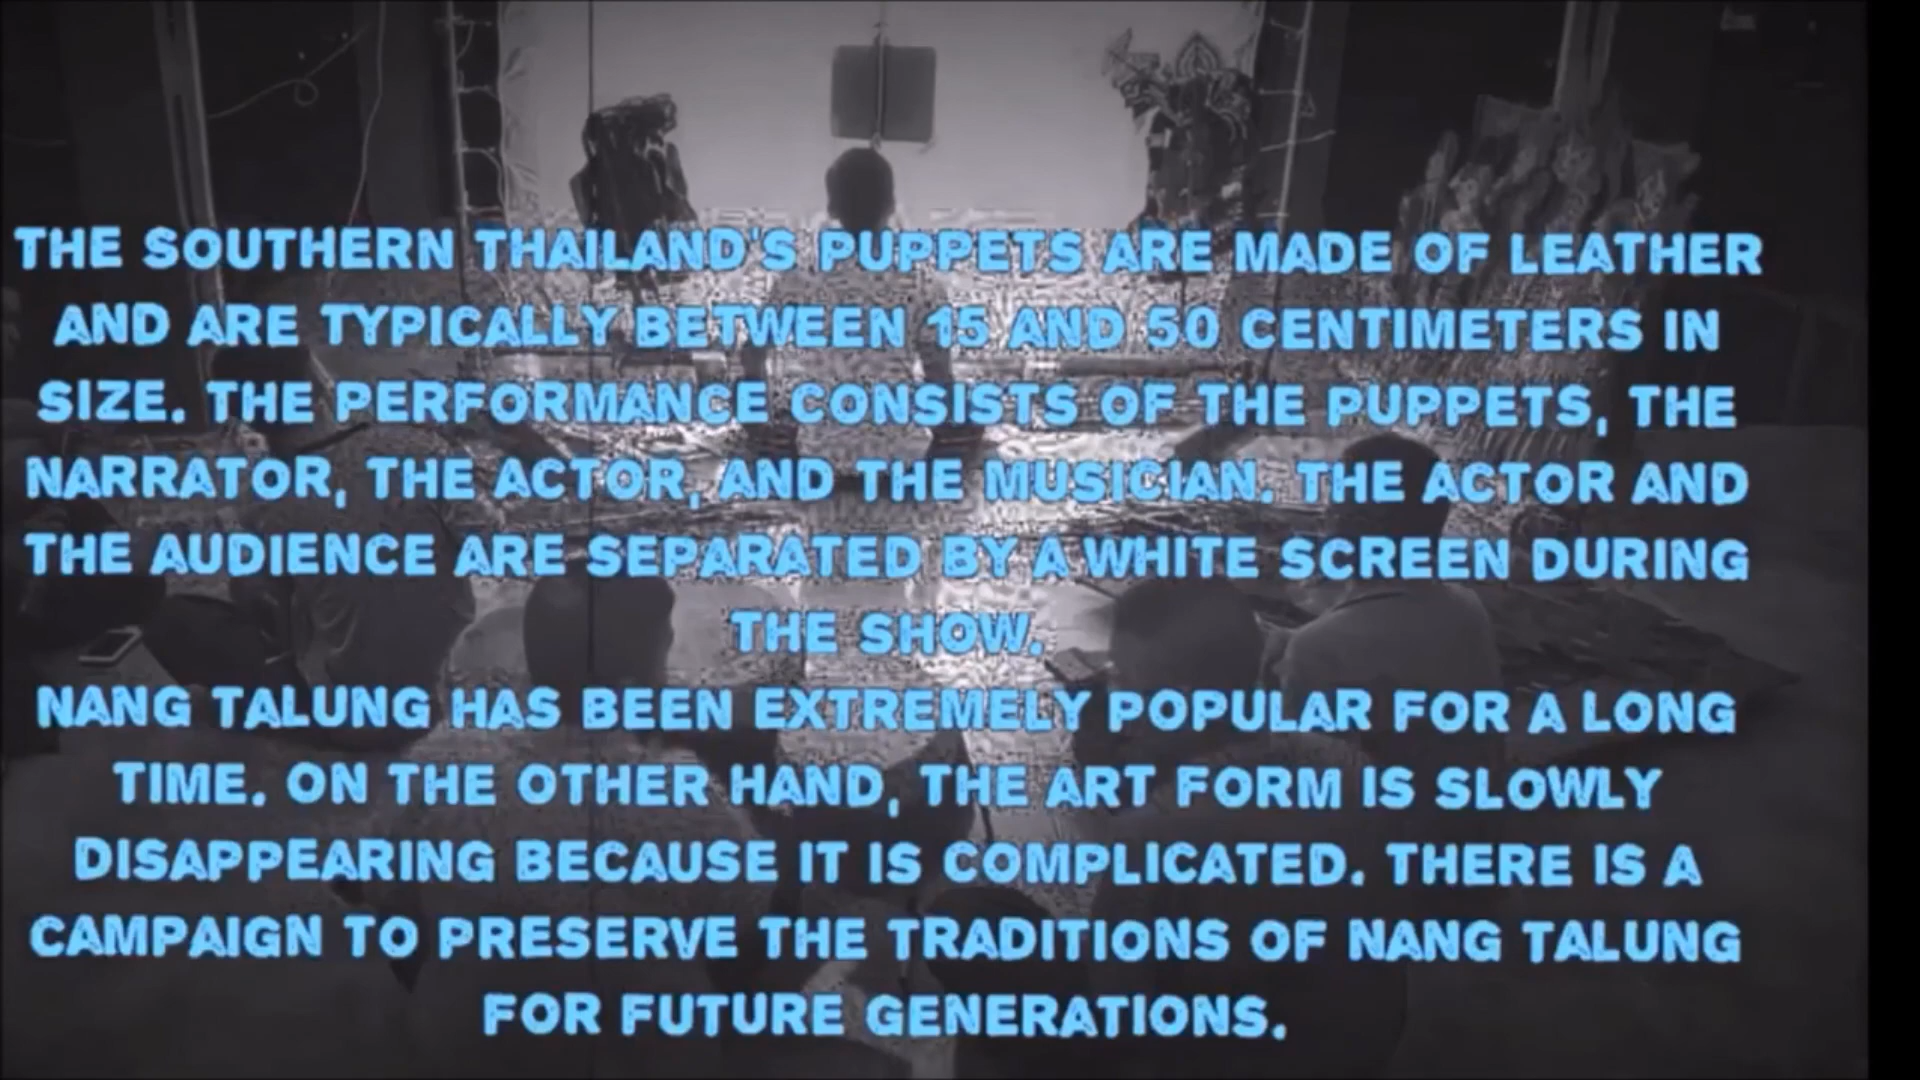 THE SOUTHERN THAILAND'S PUPPETS ARE MADE OF LEATHER
AND ARE TYPICALLY BETWEEN 15 AND 50 CENTIMETERS IN
SIZE. THE PERFORMANCE CONSISTS OF THE PUPPETS, THE
NARRATOR, THE ACTOR, AND THE MUSICIAN. THE ACTOR AND
THE AUDIENCE ARE SEPARATED BY A WHITE SCREEN DURING
THE SHOW.
NANG TALUNG HAS BEEN EXTREMELY POPULAR FOR A LONG
TIME. ON THE OTHER HAND, THE ART FORM IS SLOWLY
DISAPPEARING BECAUSE IT IS COMPLICATED. THERE IS A
CAMPAIGN TO PRESERVE THE TRADITIONS OF NANG TALUNG
FOR FUTURE GENERATIONS.